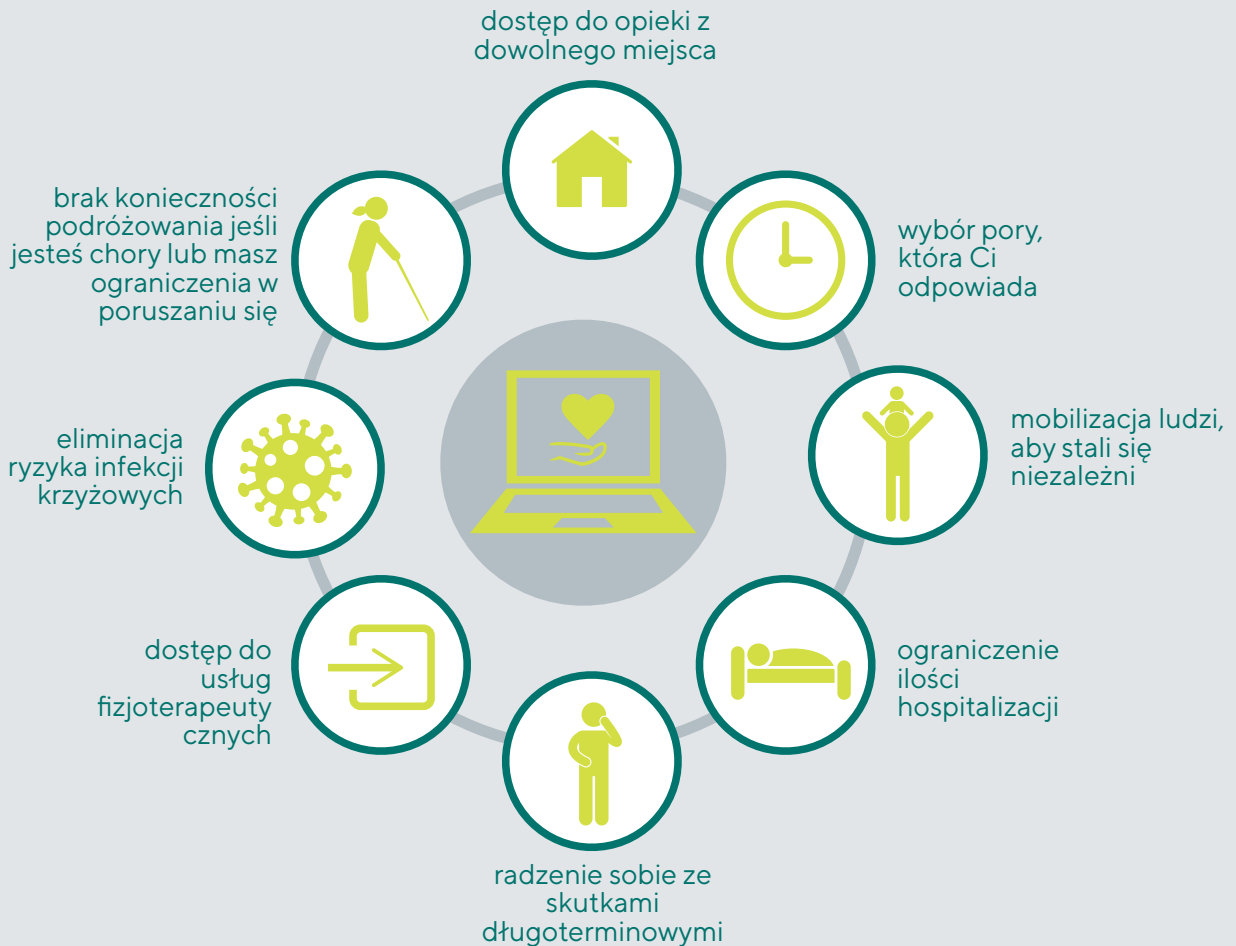 dostęp do opieki z
dowolnego miejsca
wybór pory,
która Ci
odpowiada
mobilizacja ludzi,
aby stali się
niezależni
ograniczenie
ilości
hospitalizacji
radzenie sobie ze
skutkami
długoterminowymi
dostęp do
usług
fizjoterapeuty
cznych
eliminacja
ryzyka infekcji
krzyżowych
brak konieczności
podróżowania jeśli
jesteś chory lub masz
ograniczenia w
poruszaniu się